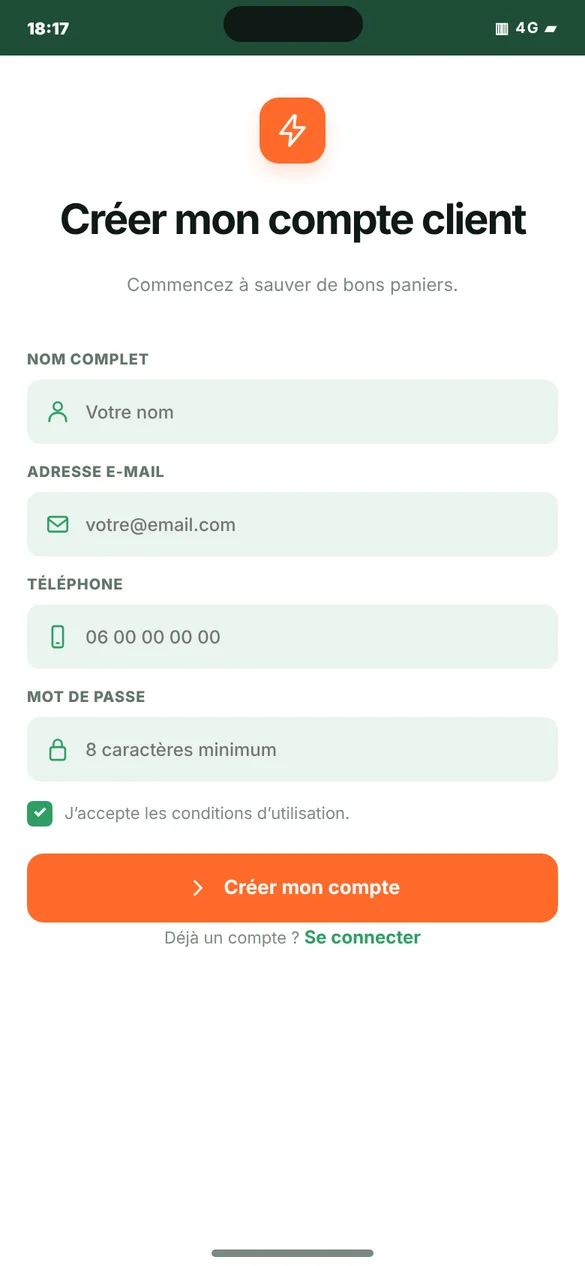 18:17
4G
Créer mon compte client
Commencez à sauver de bons paniers.
NOM COMPLET
Votre nom
ADRESSE E-MAIL
votre@email.com
TÉLÉPHONE
06 00 00 00 00
MOT DE PASSE
8 caractères minimum
J’accepte les conditions d’utilisation.
Créer mon compte
Déjà un compte ? Se connecter